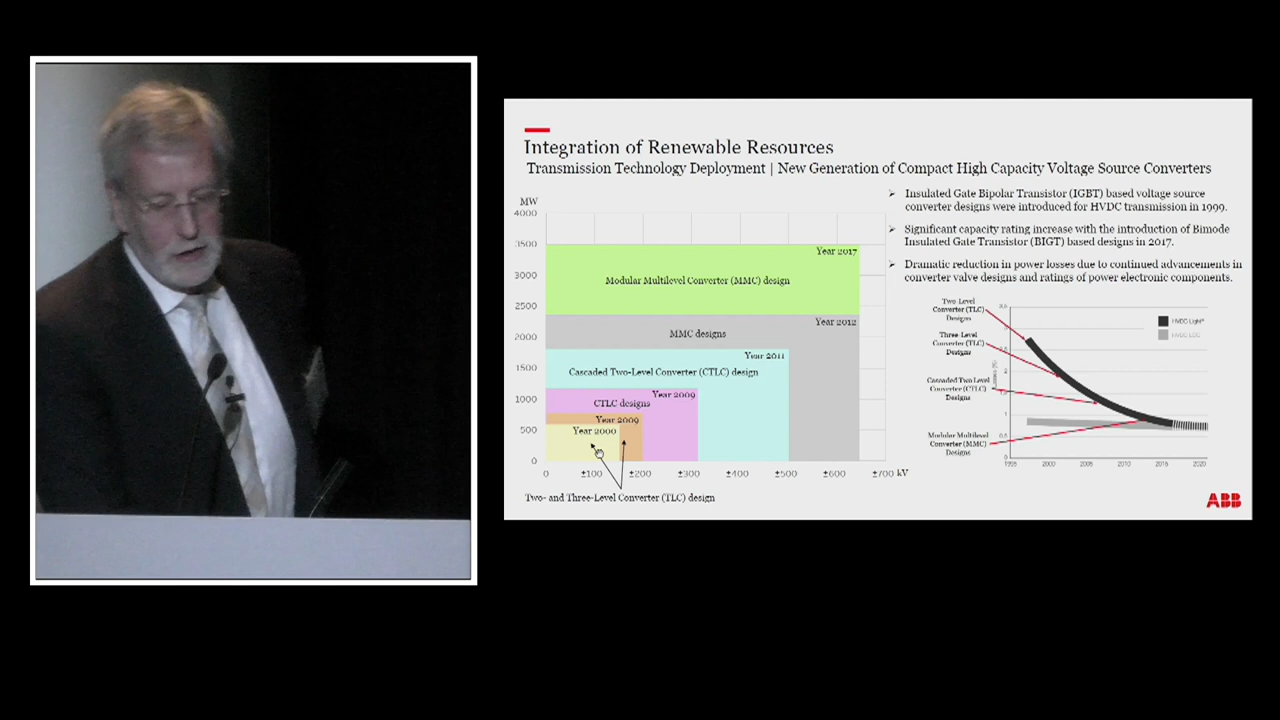 Integration of Renewable Resources
Transmission Technology Deployment | New Generation of Compact High Capacity Voltage Source Converters
MW
4000
3500
3000
2500
2000
1500
1000
500
0
±100
±200
±300
±400
±500
±600
±700 kV
Year 2017
Modular Multilevel Converter (MMC) design
Year 2012
MMC designs
Year 2011
Cascaded Two-Level Converter (CTLC) design
Year 2009
CTLC designs
Year 2009
Year 2000
Two- and Three-Level Converter (TLC) design
➢ Insulated Gate Bipolar Transistor (IGBT) based voltage source
converter designs were introduced for HVDC transmission in 1999.
➢ Significant capacity rating increase with the introduction of Bimode
Insulated Gate Transistor (BIGT) based designs in 2017.
➢ Dramatic reduction in power losses due to continued advancements in
converter valve designs and ratings of power electronic components.
Two-Level
Converter (TLC)
Designs
Three-Level
Converter (TLC)
Designs
Cascaded Two Level
Converter (CTLC)
Designs
Modular Multilevel
Converter (MMC)
Designs
HVDC Light®
1995
2000
2005
2010
2015
2020
ABB